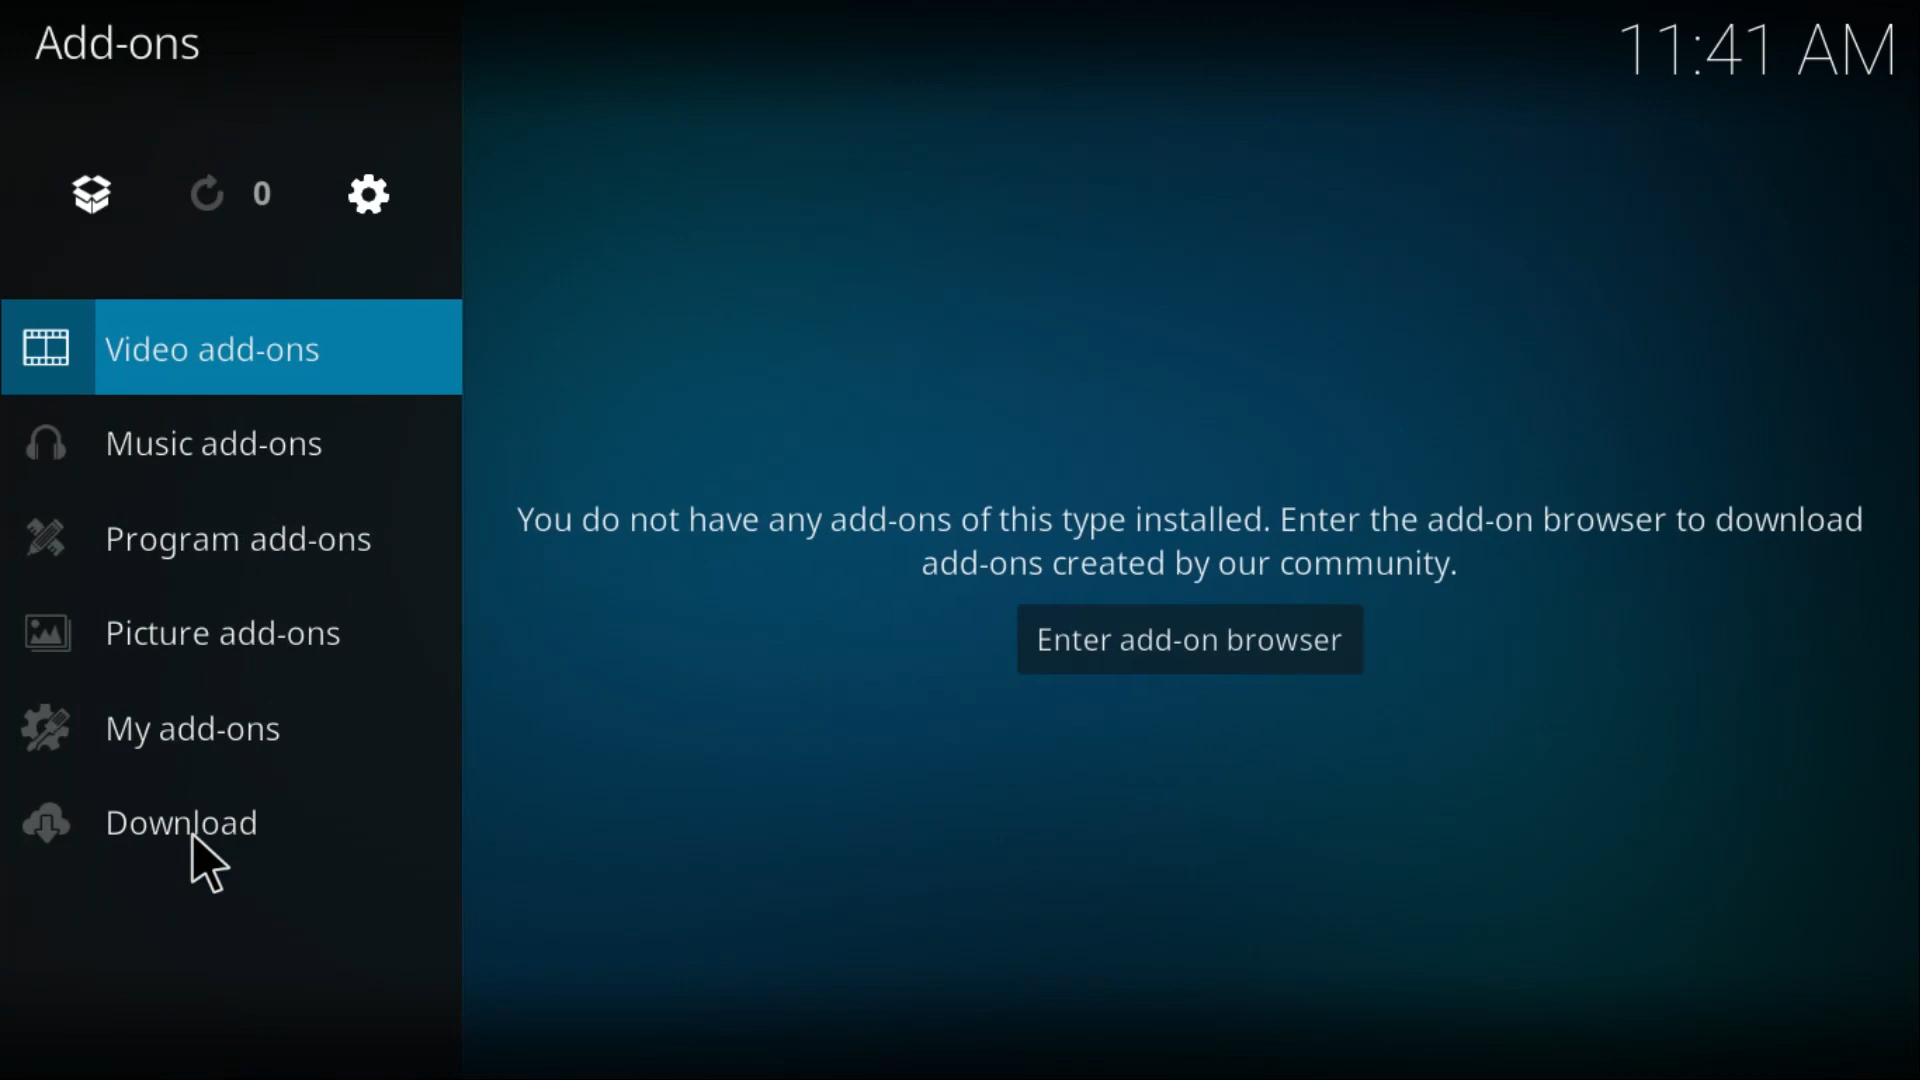 Add-ons
11:41 AM
0
Video add-ons
Music add-ons
Program add-ons
Picture add-ons
My add-ons
Download
You do not have any add-ons of this type installed. Enter the add-on browser to download
add-ons created by our community.
Enter add-on browser